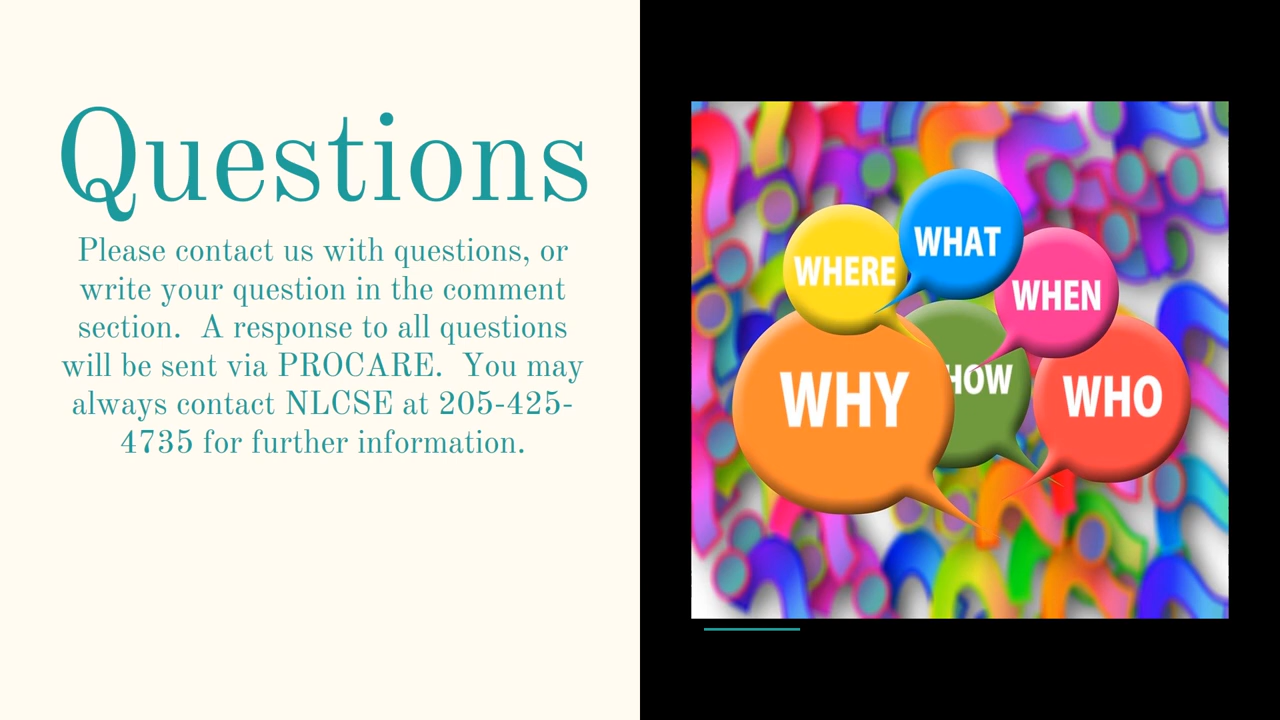 Questions
Please contact us with questions, or
write your question in the comment
section.  A response to all questions
will be sent via PROCARE.  You may
always contact NLCSE at 205-425-
4735 for further information.
WHERE
WHAT
WHEN
WHY
HOW
WHO